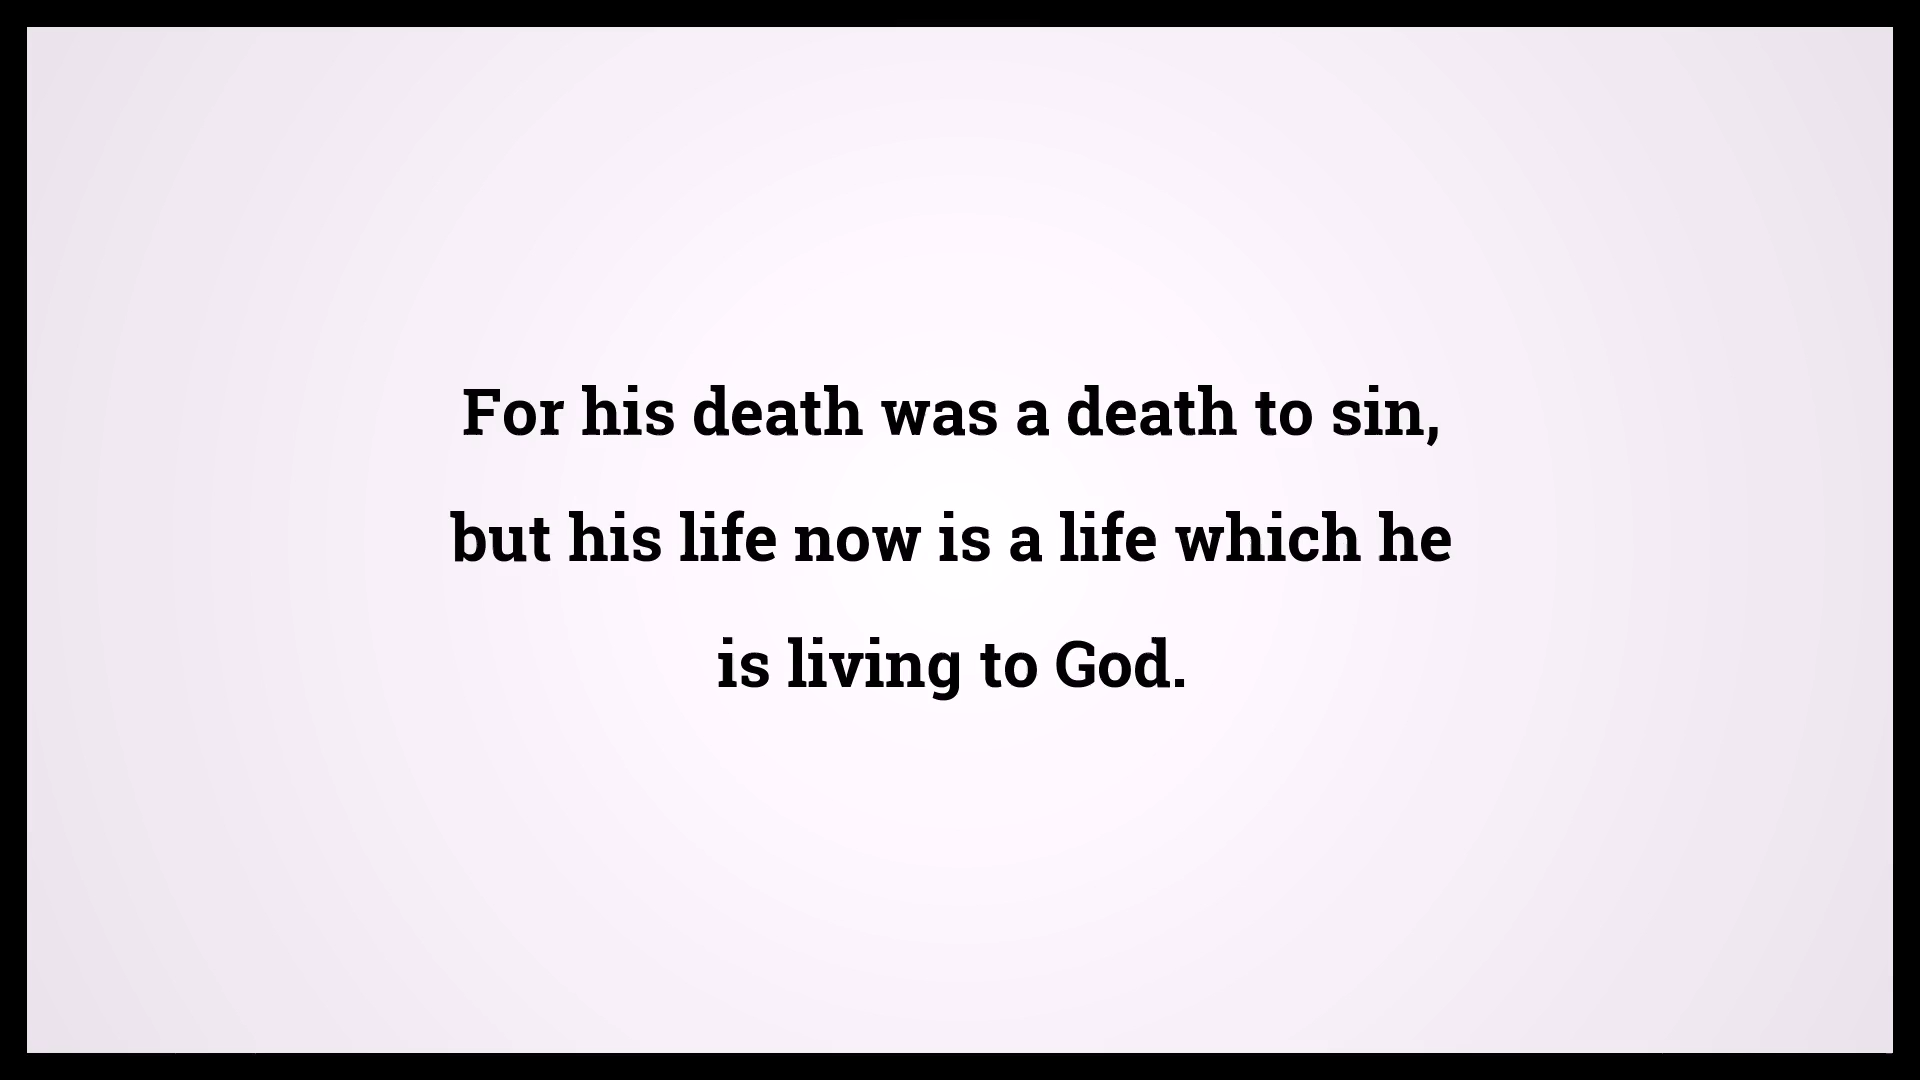 For his death was a death to sin,
but his life now is a life which he
is living to God.